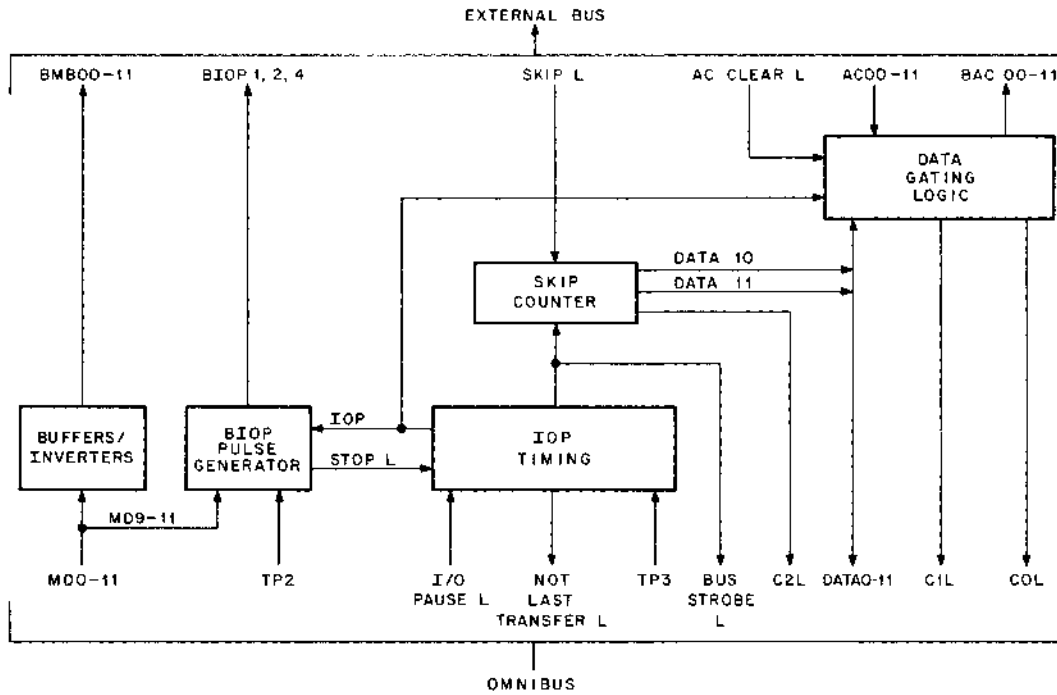 EXTERNAL BUS
BMB00-11
BIOP 1, 2, 4
SKIP L
AC CLEAR L
AC00-11
BAC 00-11
DATA
GATING
LOGIC
SKIP
COUNTER
DATA 10
DATA 11
BUFFERS/
INVERTERS
BIOP
PULSE
GENERATOR
IOP
STOP L
IOP
TIMING
MD9-11
MD0-11
TP2
I/O
PAUSE L
NOT
LAST
TRANSFER L
TP3
BUS
STROBE
L
C2L
DATA0-11
C1L
C0L
OMNIBUS